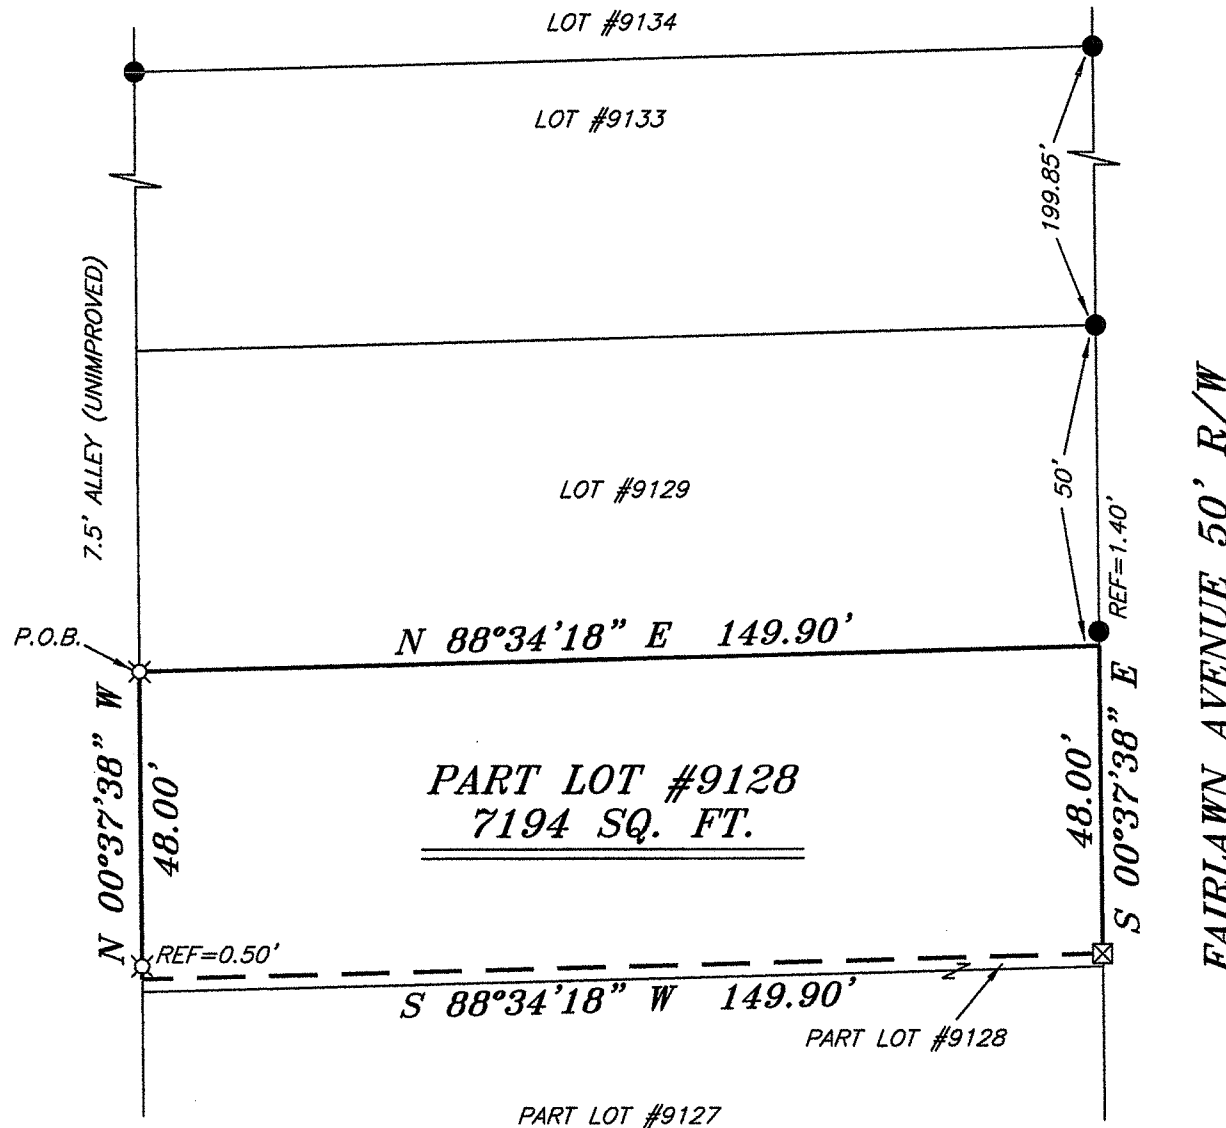 LOT #9134
LOT #9133
199.85'
7.5' ALLEY (UNIMPROVED)
LOT #9129
50'
REF=1.40'
FAIRLAWN AVENUE 50' R/W
P.O.B.
N 88°34'18" E 149.90'
N 00°37'38" W
48.00'
PART LOT #9128
7194 SQ. FT.
48.00'
S 00°37'38" E
REF=0.50'
S 88°34'18" W 149.90'
PART LOT #9128
PART LOT #9127